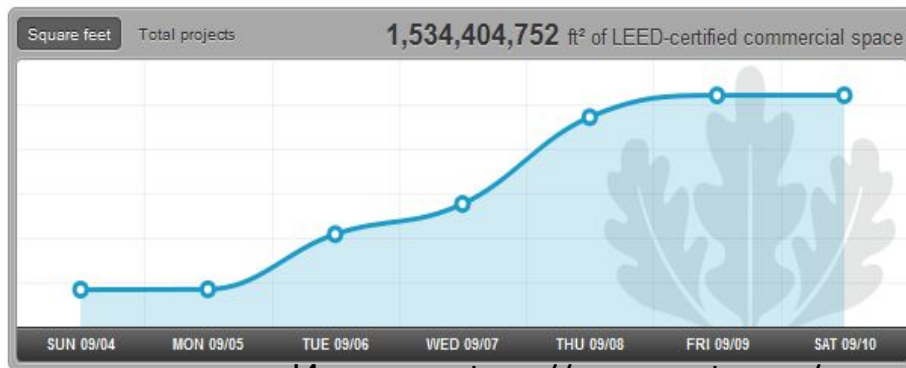 Square feet Total projects 1,534,404,752 ft² of LEED-certified commercial space
SUN 09/04 MON 09/05 TUE 09/06 WED 09/07 THU 09/08 FRI 09/09 SAT 09/10